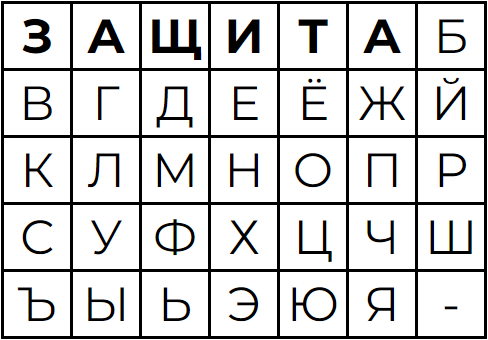 З А Щ И Т А Б
В Г Д Е Ё Ж Й
К Л М Н О П Р
С У Ф Х Ц Ч Ш
Ъ Ы Ь Э Ю Я -